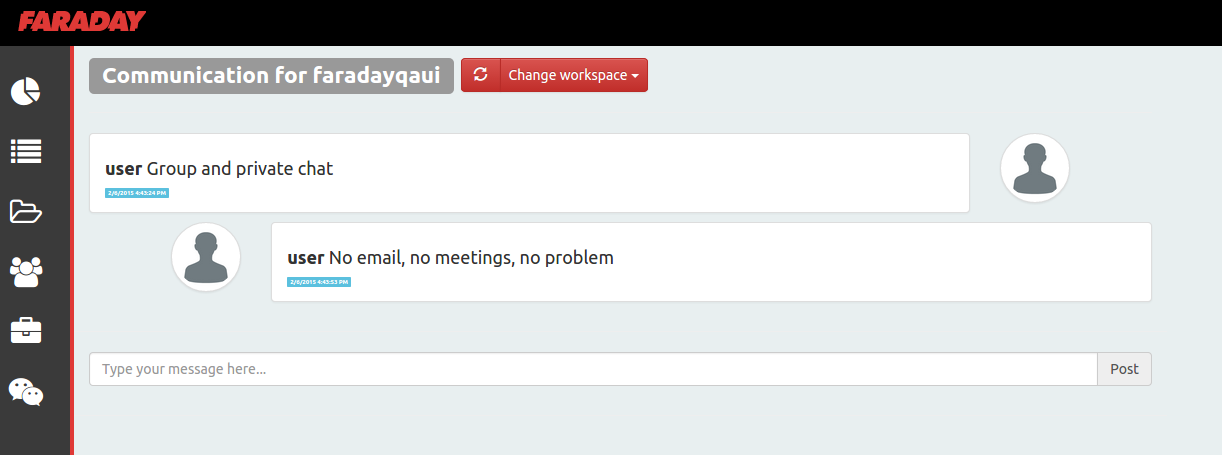 FARADAY
Communication for faradayqaui
Change workspace
user Group and private chat
2/6/2015 4:43:24 PM
user No email, no meetings, no problem
2/6/2015 4:43:53 PM
Type your message here...
Post